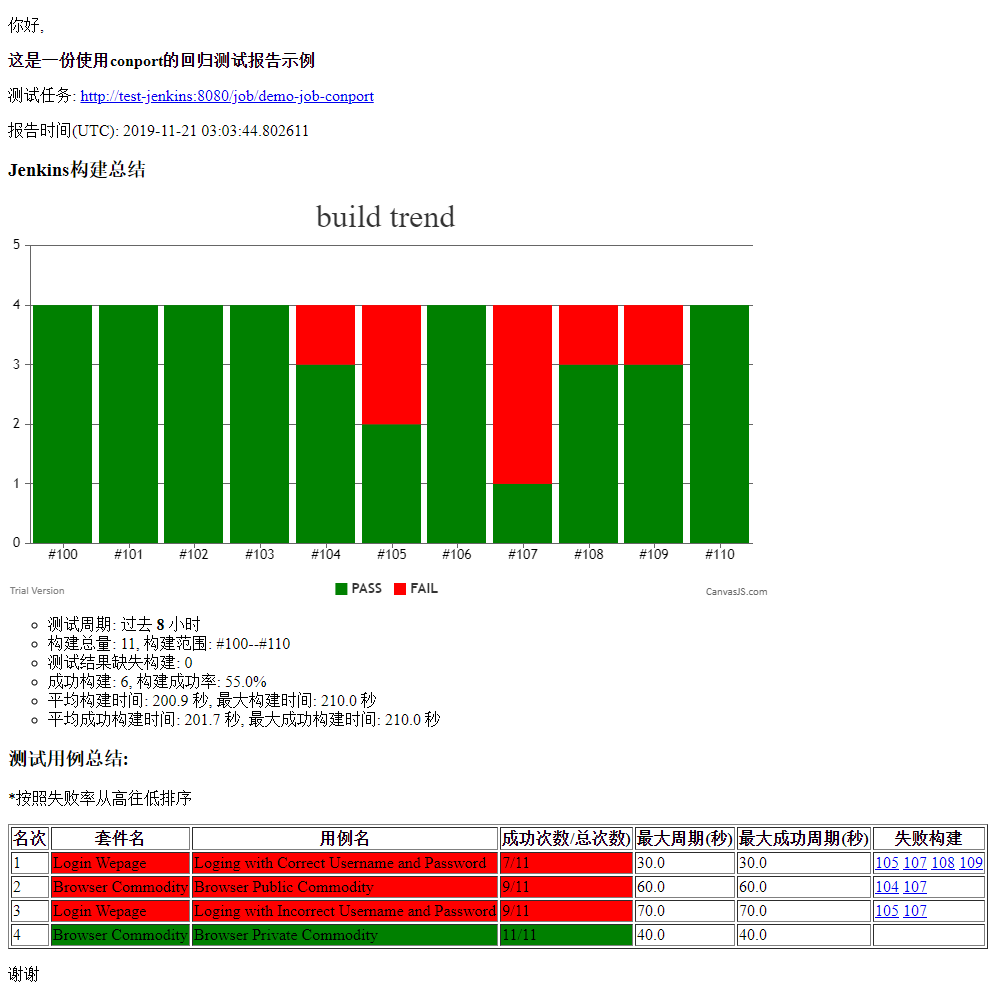 你好,
这是一份使用conport的回归测试报告示例
测试任务: http://test-jenkins:8080/job/demo-job-conport
报告时间(UTC): 2019-11-21 03:03:44.802611
Jenkins构建总结
build trend
5
4
3
2
1
0
#100 #101 #102 #103 #104 #105 #106 #107 #108 #109 #110
Trial Version PASS FAIL CanvasJS.com
测试周期: 过去 8 小时
构建总量: 11, 构建范围: #100--#110
测试结果缺失构建: 0
成功构建: 6, 构建成功率: 55.0%
平均构建时间: 200.9 秒, 最大构建时间: 210.0 秒
平均成功构建时间: 201.7 秒, 最大成功构建时间: 210.0 秒
测试用例总结:
*按照失败率从高往低排序
名次 套件名 用例名 成功次数/总次数) 最大周期(秒) 最大成功周期(秒) 失败构建
1 Login Wepage Loging with Correct Username and Password 7/11 30.0 30.0 105 107 108 109
2 Browser Commodity Browser Public Commodity 9/11 60.0 60.0 104 107
3 Login Wepage Loging with Incorrect Username and Password 9/11 70.0 70.0 105 107
4 Browser Commodity Browser Private Commodity 11/11 40.0 40.0
谢谢